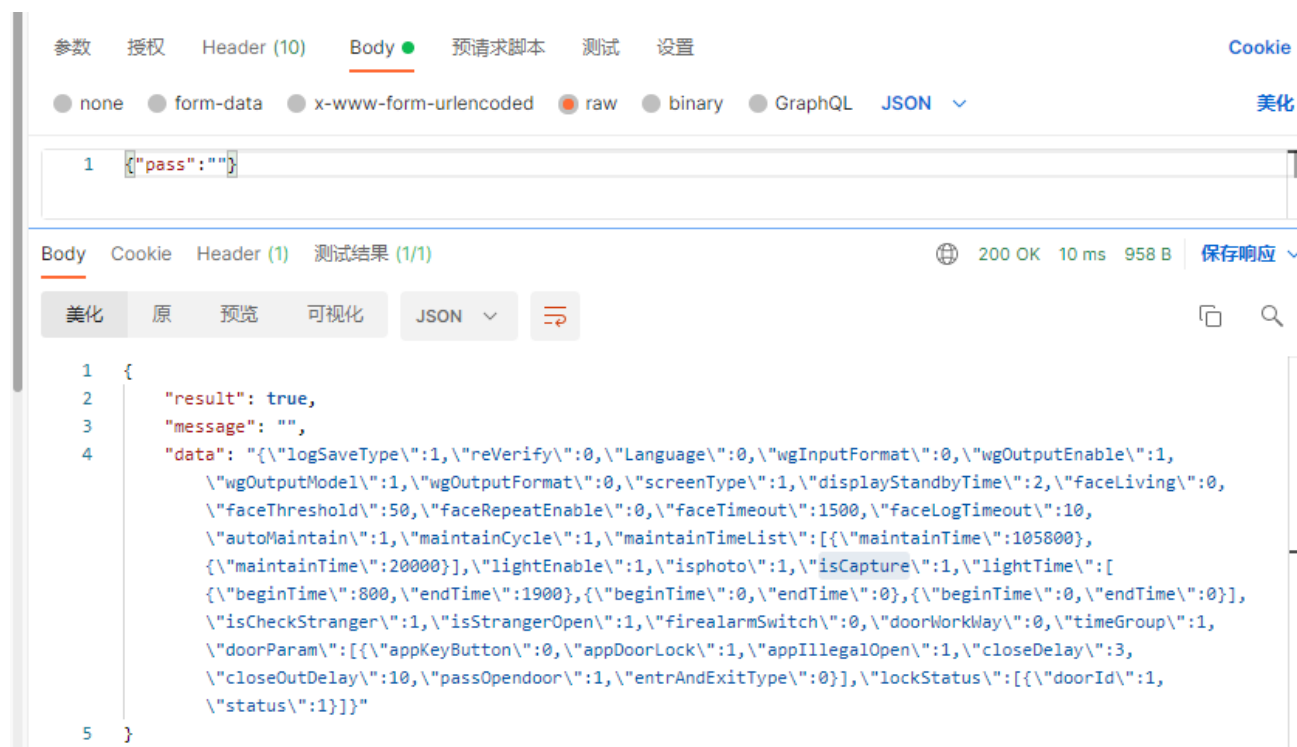 参数 授权 Header (10) Body 预请求脚本 测试 设置 Cookie
none form-data x-www-form-urlencoded raw binary GraphQL JSON 美化
1 {"pass":""}
Body Cookie Header (1) 测试结果 (1/1) 200 OK 10 ms 958 B 保存响应
美化 原 预览 可视化 JSON
1 {
2 "result": true,
3 "message": "",
4 "data": "{\"logSaveType\":1,\"reVerify\":0,\"Language\":0,\"wgInputFormat\":0,\"wgOutputEnable\":1,
\"wgOutputModel\":1,\"wgOutputFormat\":0,\"screenType\":1,\"displayStandbyTime\":2,\"faceLiving\":0,
\"faceThreshold\":50,\"faceRepeatEnable\":0,\"faceTimeout\":1500,\"faceLogTimeout\":10,
\"autoMaintain\":1,\"maintainCycle\":1,\"maintainTimeList\":[{\"maintainTime\":105800},
{\"maintainTime\":20000}],\"lightEnable\":1,\"isphoto\":1,\"isCapture\":1,\"lightTime\":[
{\"beginTime\":800,\"endTime\":1900},{\"beginTime\":0,\"endTime\":0},{\"beginTime\":0,\"endTime\":0}],
\"isCheckStranger\":1,\"isStrangerOpen\":1,\"firealarmSwitch\":0,\"doorWorkWay\":0,\"timeGroup\":1,
\"doorParam\":[{\"appKeyButton\":0,\"appDoorLock\":1,\"appIllegalOpen\":1,\"closeDelay\":3,
\"closeOutDelay\":10,\"passOpendoor\":1,\"entrAndExitType\":0}],\"lockStatus\":[{\"doorId\":1,
\"status\":1}]}"
5 }